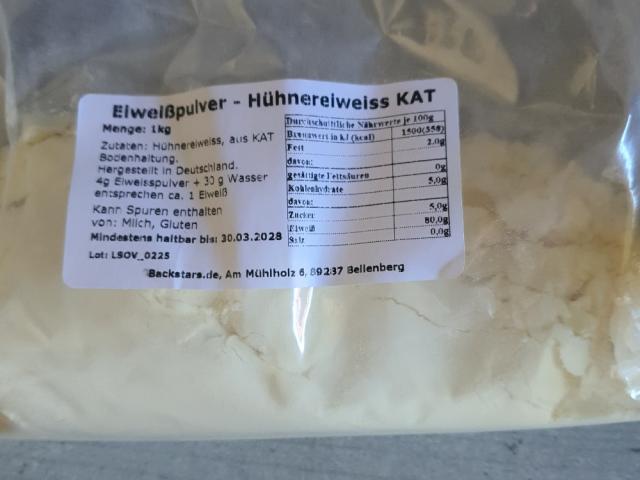 Eiweißpulver - Hühnereiweiss KAT
Menge: 1kg
Zutaten: Hühnereiweiss, aus KAT
Bodenhaltung.
Hergestellt in Deutschland.
4g Eiweisspulver + 30 g Wasser
entsprechen ca. 1 Eiweiß
Kann Spuren enthalten
von: Milch, Gluten
Mindestens haltbar bis: 30.03.2028
Lot: LSOV_0225
Durchschnittliche Nährwerte je 100g
Brennwert in kJ (kcal) 1500(358)
Fett 2.0g
davon:
gesättigte Fettsäuren 0g
Kohlenhydrate 5,0g
davon:
Zucker 5,0g
Eiweiß 80,0g
Salz 0,0g
Backstars.de, Am Mühlholz 6, 89287 Bellenberg